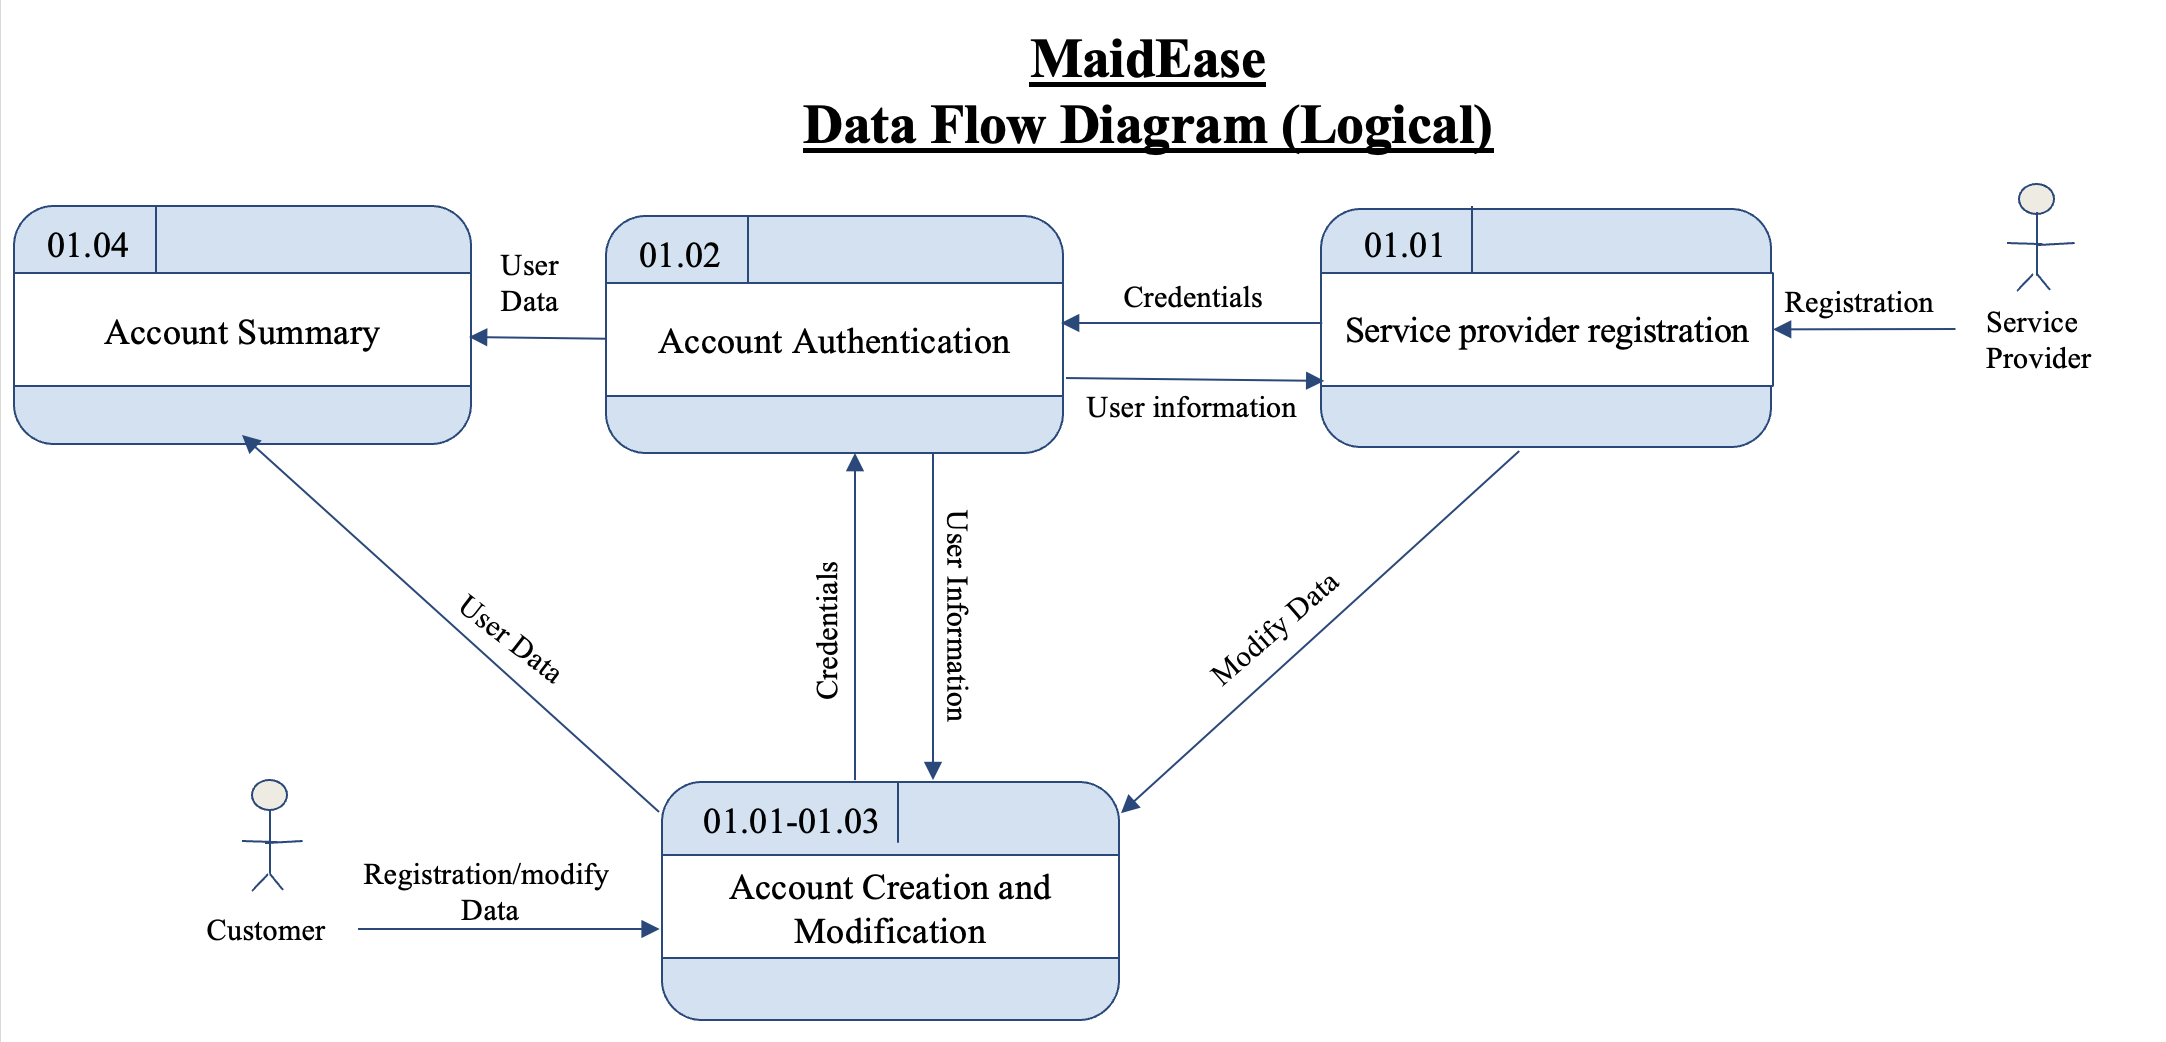 MaidEase
Data Flow Diagram (Logical)
01.04
Account Summary
User
Data
01.02
Account Authentication
Credentials
User information
01.01
Service provider registration
Registration
Service
Provider
User Data
Credentials
User Information
Modify Data
Customer
Registration/modify
Data
01.01-01.03
Account Creation and
Modification